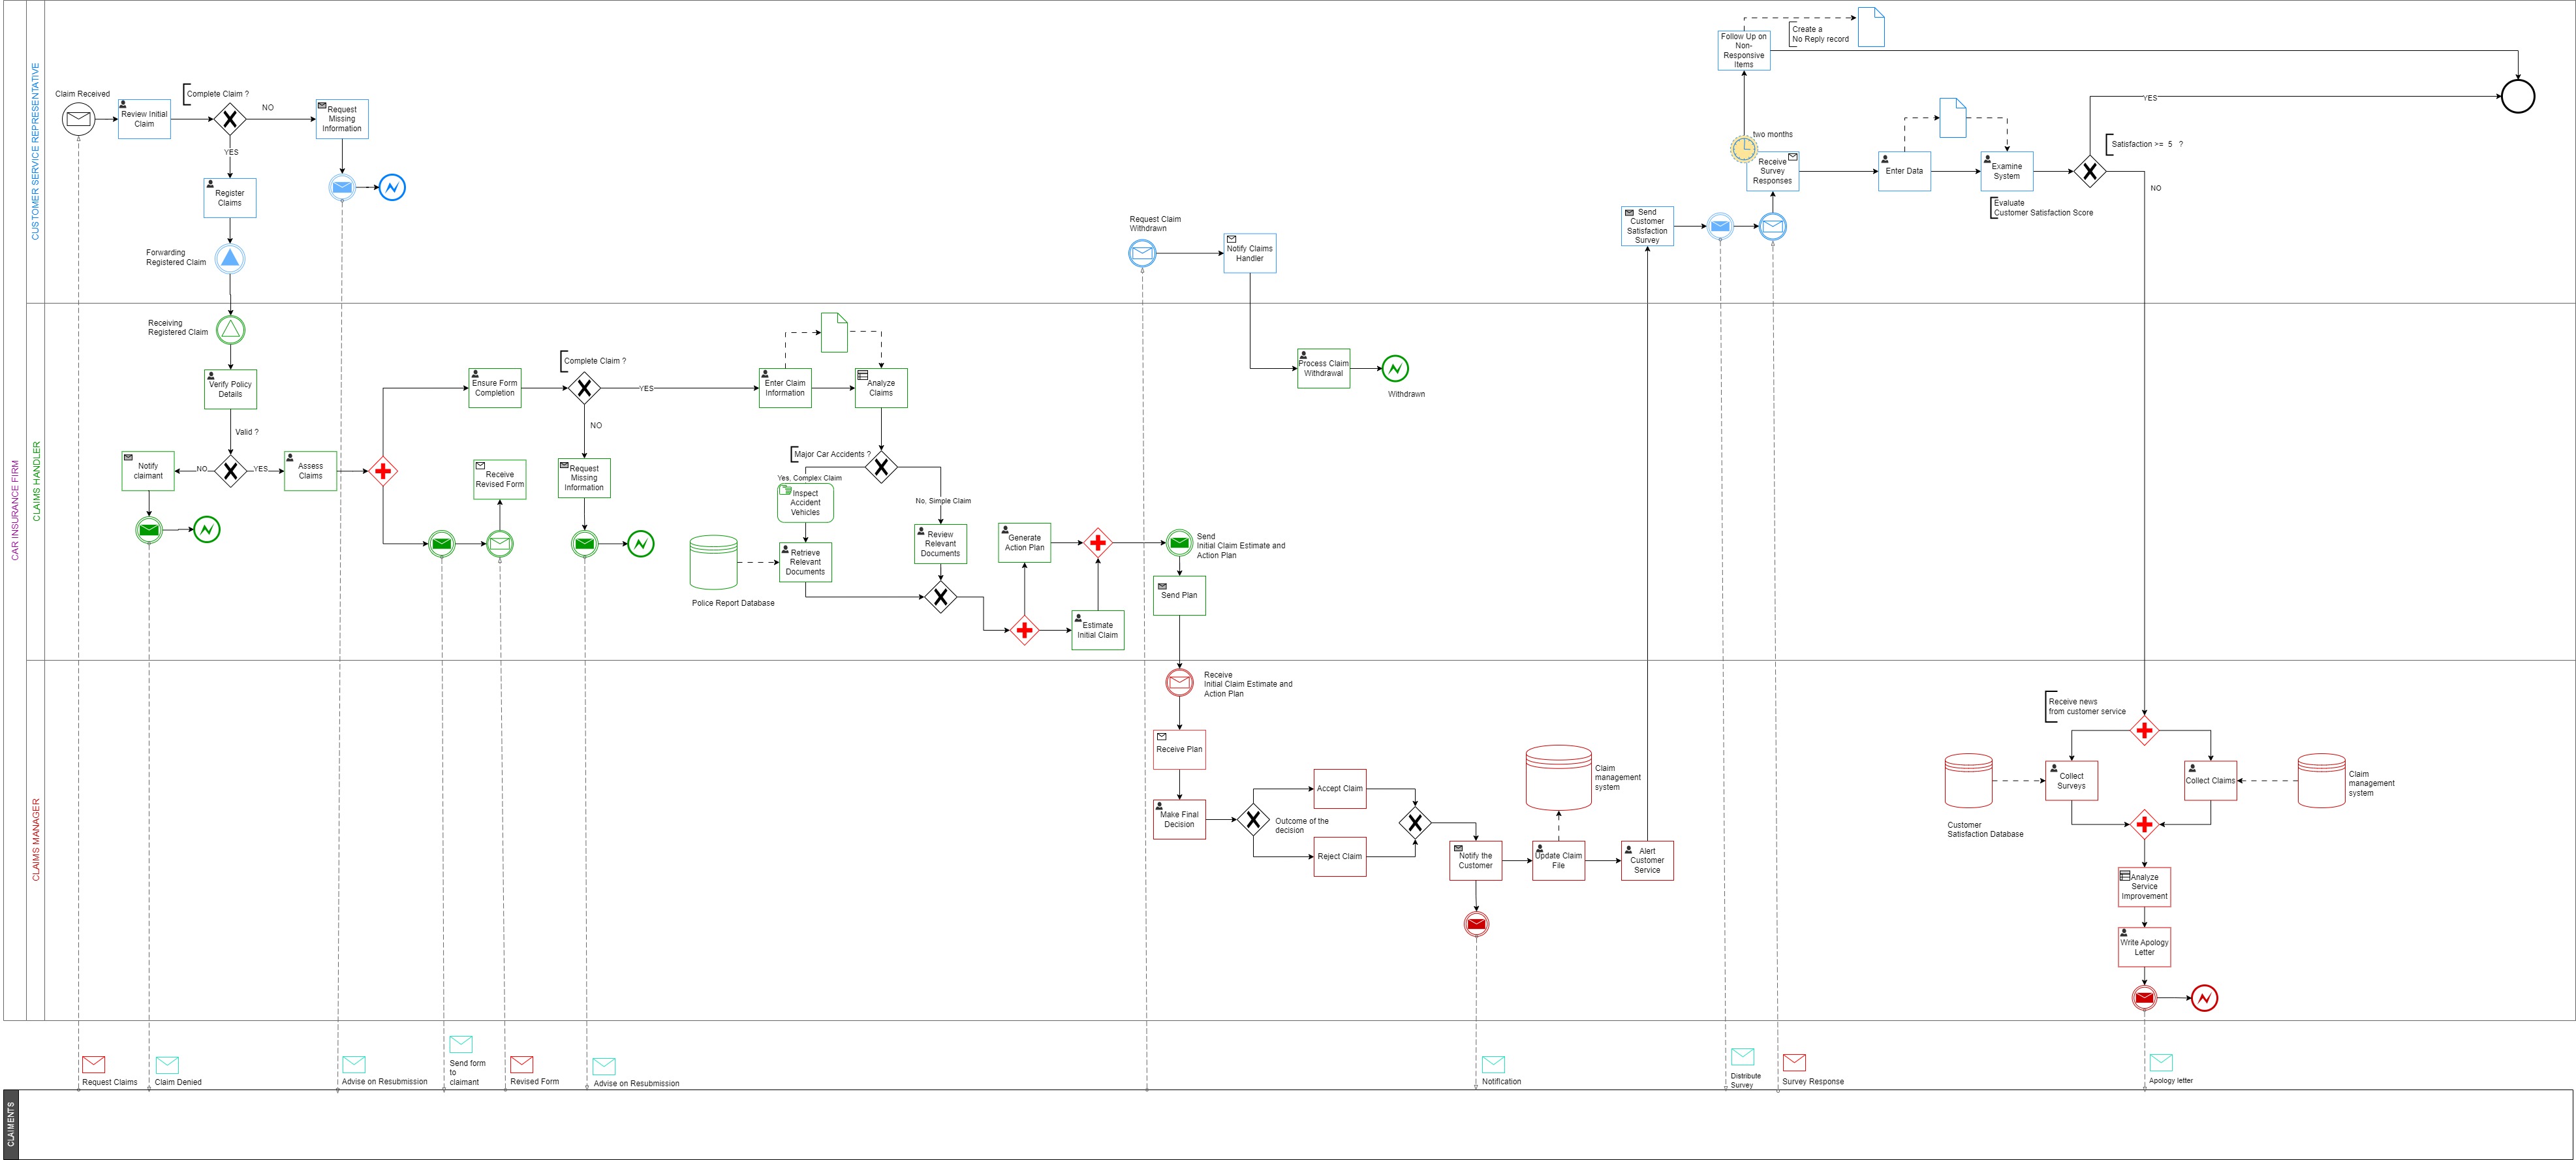 CAR INSURANCE FIRM
CUSTOMER SERVICE REPRESENTATIVE
Claim Received
Review Initial
Claim
Complete Claim ?
NO
YES
Request
Missing
Information
Register
Claims
Forwarding
Registered Claim
Request Claim
Withdrawn
Notify Claims
Handler
Send
Customer
Satisfaction
Survey
Follow Up on
Non-
Responsive
Items
Create a
No Reply record
two months
Receive
Survey
Responses
Enter Data
Examine
System
Evaluate
Customer Satisfaction Score
Satisfaction >= 5 ?
YES
NO
CLAIMS HANDLER
Receiving
Registered Claim
Verify Policy
Details
Valid ?
NO
YES
Notify
claimant
Assess
Claims
Ensure Form
Completion
Receive
Revised Form
Complete Claim ?
YES
NO
Request
Missing
Information
Enter Claim
Information
Analyze
Claims
Major Car Accidents ?
Yes, Complex Claim
No, Simple Claim
Inspect
Accident
Vehicles
Retrieve
Relevant
Documents
Police Report Database
Review
Relevant
Documents
Generate
Action Plan
Estimate
Initial Claim
Send
Initial Claim Estimate and
Action Plan
Send Plan
Process Claim
Withdrawal
Withdrawn
CLAIMS MANAGER
Receive
Initial Claim Estimate and
Action Plan
Receive Plan
Make Final
Decision
Outcome of the
decision
Accept Claim
Reject Claim
Notify the
Customer
Update Claim
File
Claim
management
system
Alert
Customer
Service
Receive news
from customer service
Collect
Surveys
Customer
Satisfaction Database
Collect Claims
Claim
management
system
Analyze
Service
Improvement
Write Apology
Letter
Request Claims
Claim Denied
Advise on Resubmission
Send form
to
claimant
Revised Form
Advise on Resubmission
Notification
Distribute
Survey
Survey Response
Apology letter
CLAIMENTS